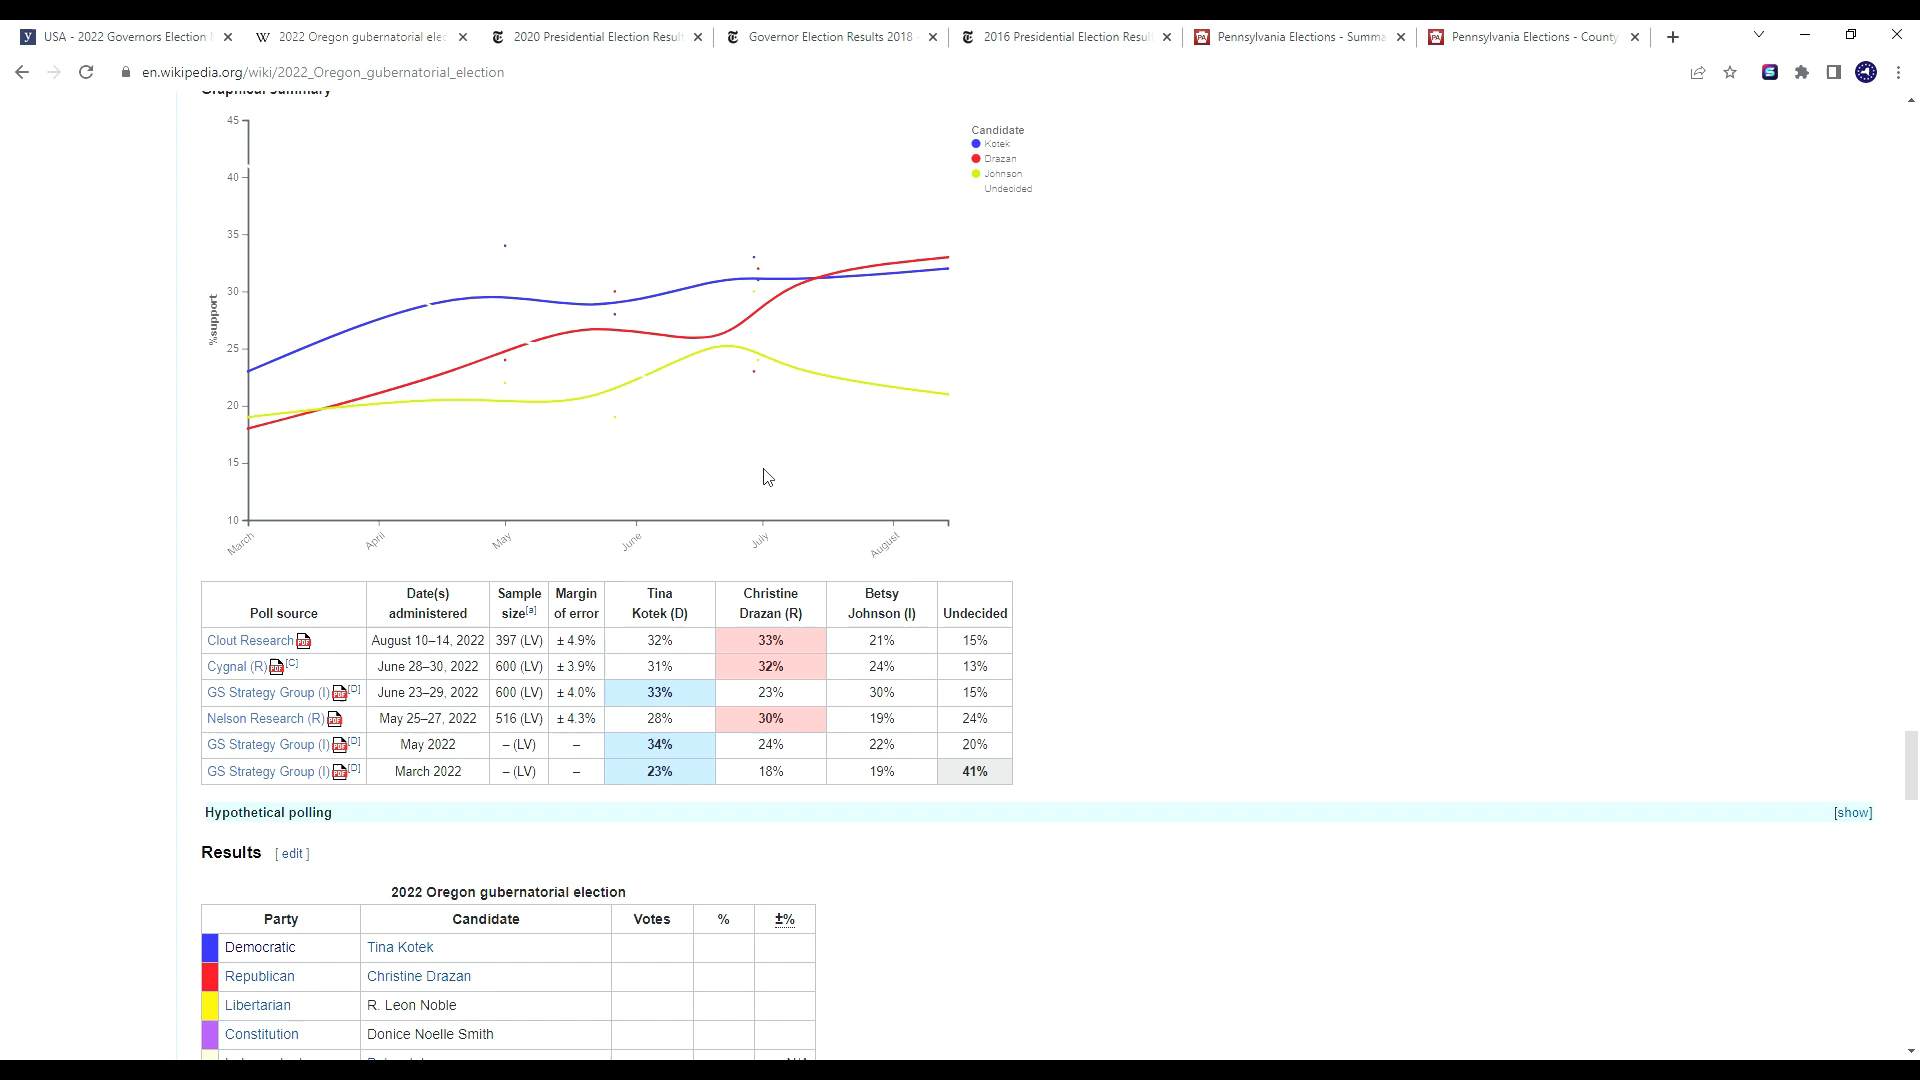 USA - 2022 Governors Election
2022 Oregon gubernatorial elec
2020 Presidential Election Result
Governor Election Results 2018
2016 Presidential Election Result
Pennsylvania Elections - Summa
Pennsylvania Elections - County
en.wikipedia.org/wiki/2022_Oregon_gubernatorial_election
Graphical summary
45
40
35
30
25
20
15
10
%support
March
April
May
June
July
August
Candidate
Kotek
Drazan
Johnson
Undecided
Poll source Date(s) administered Sample size[a] Margin of error Tina Kotek (D) Christine Drazan (R) Betsy Johnson (I) Undecided
Clout Research August 10–14, 2022 397 (LV) ± 4.9% 32% 33% 21% 15%
Cygnal (R)[C] June 28–30, 2022 600 (LV) ± 3.9% 31% 32% 24% 13%
GS Strategy Group (I)[D] June 23–29, 2022 600 (LV) ± 4.0% 33% 23% 30% 15%
Nelson Research (R) May 25–27, 2022 516 (LV) ± 4.3% 28% 30% 19% 24%
GS Strategy Group (I)[D] May 2022 – (LV) – 34% 24% 22% 20%
GS Strategy Group (I)[D] March 2022 – (LV) – 23% 18% 19% 41%
Hypothetical polling [show]
Results [ edit ]
2022 Oregon gubernatorial election
Party Candidate Votes % ±%
Democratic Tina Kotek
Republican Christine Drazan
Libertarian R. Leon Noble
Constitution Donice Noelle Smith